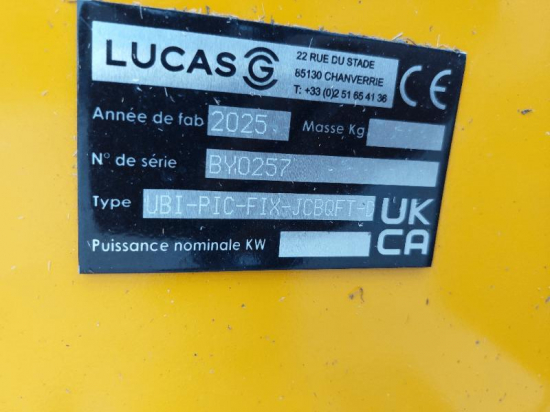 LUCAS G
22 RUE DU STADE
85130 CHANVERRIE
T: +33 (0)2 51 66 41 36
CE
Année de fab 2025
Masse Kg
N° de série BY0257
Type UBI-PIC-FIX-JCBQFT-D
UK
CA
Puissance nominale KW